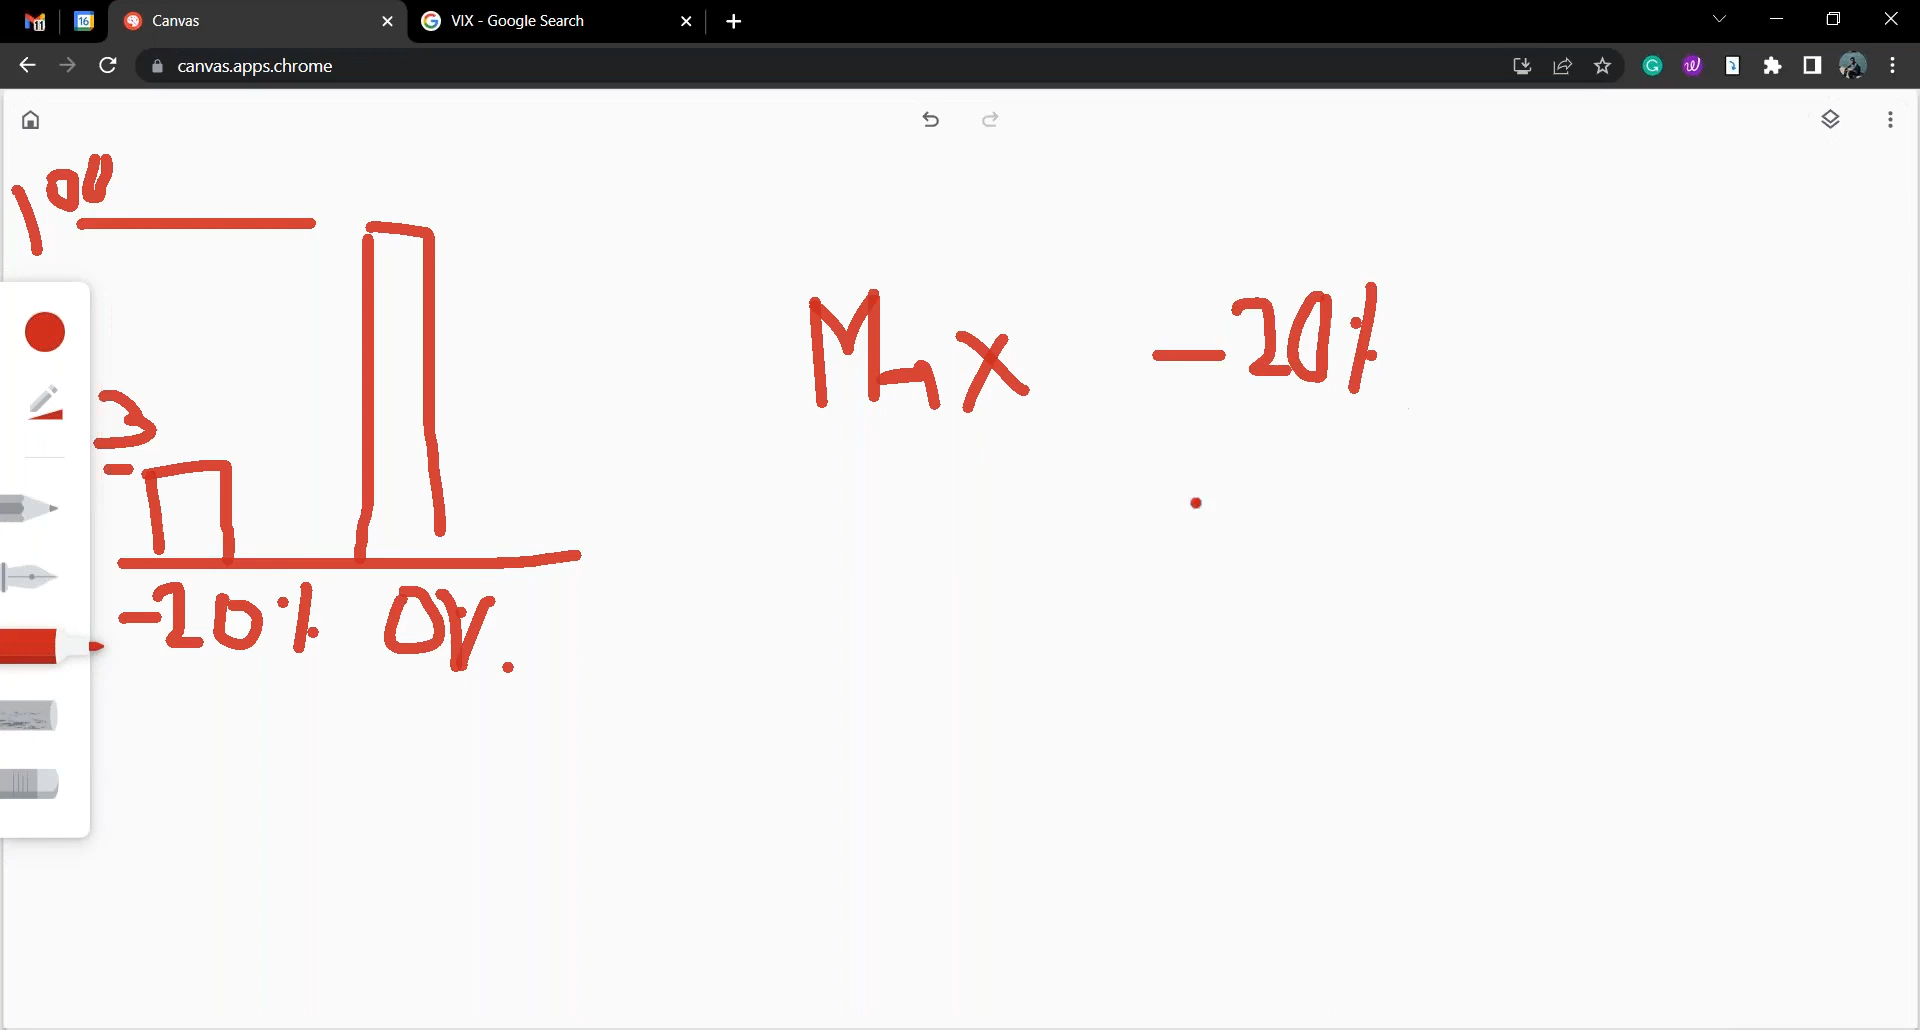 Canvas
VIX - Google Search
canvas.apps.chrome
100
3
-20% 0%
Max -20%